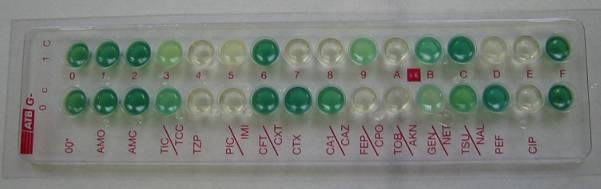 1 C
0 1 2 3 4 5 6 7 8 9 A B C D E F
0 C
ATB G-
00* AMO AMC TIC/TCC TZP PIC/IMI CFT/CXT CTX CA1/CAZ FEP/CPO TOB/AKN GEN/NET TSU/NAL PEF CIP